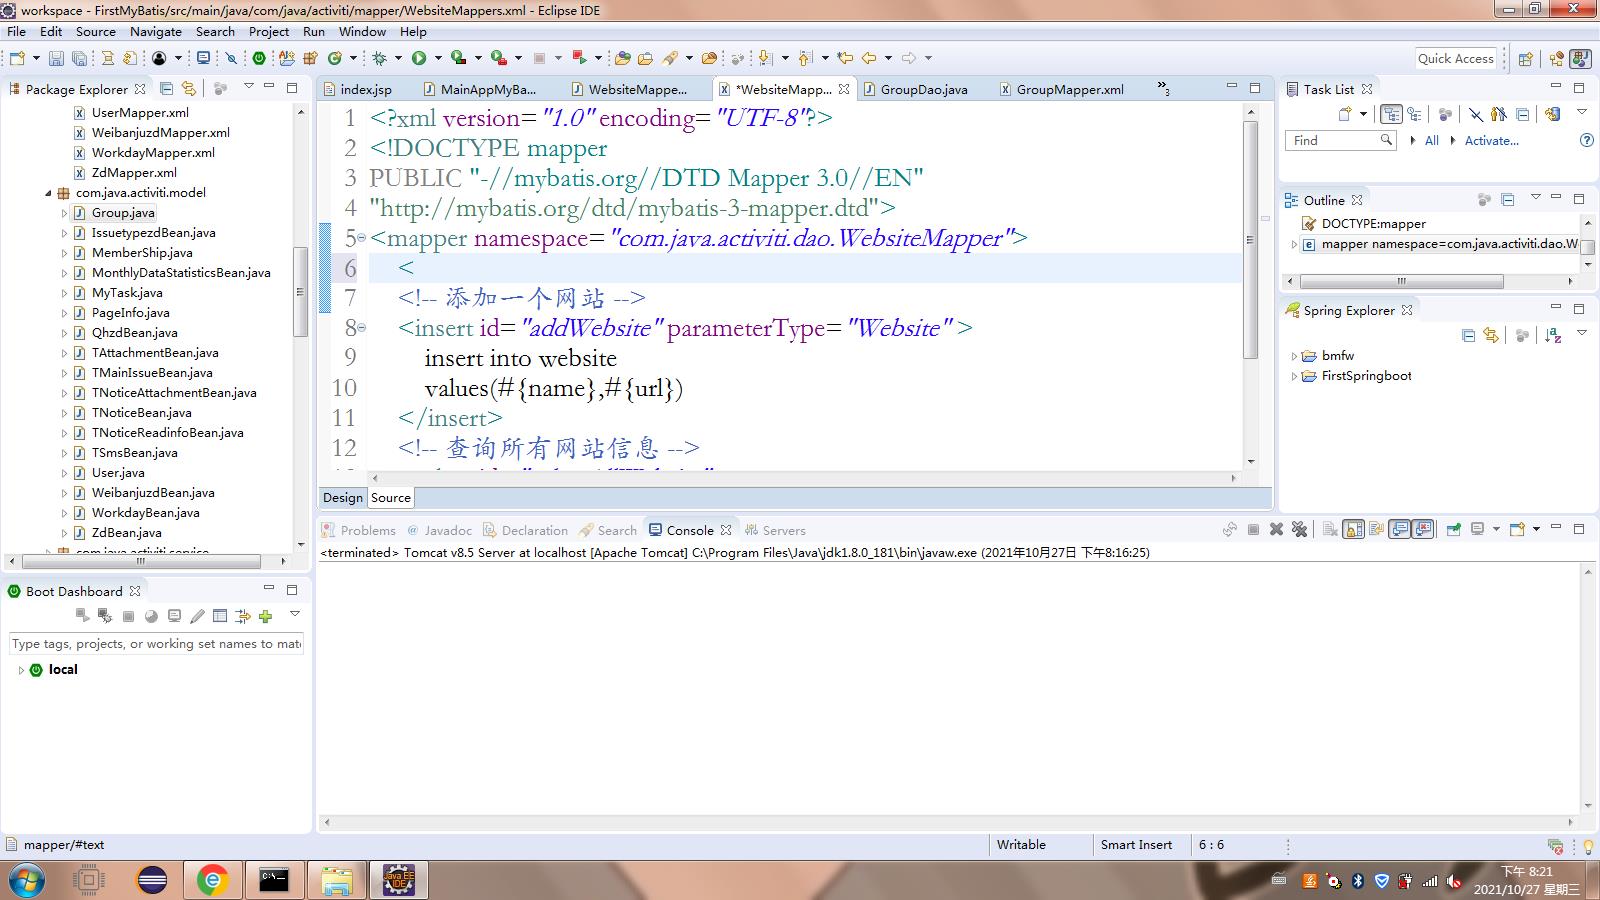 workspace - FirstMyBatis/src/main/java/com/java/activiti/mapper/WebsiteMappers.xml - Eclipse IDE
File Edit Source Navigate Search Project Run Window Help
Quick Access
Package Explorer
UserMapper.xml
WeibanjuzdMapper.xml
WorkdayMapper.xml
ZdMapper.xml
com.java.activiti.model
Group.java
IssuetypezdBean.java
MemberShip.java
MonthlyDataStatisticsBean.java
MyTask.java
PageInfo.java
QhzdBean.java
TAttachmentBean.java
TMainIssueBean.java
TNoticeAttachmentBean.java
TNoticeBean.java
TNoticeReadinfoBean.java
TSmsBean.java
User.java
WeibanjuzdBean.java
WorkdayBean.java
ZdBean.java
com.java.activiti.service
Boot Dashboard
Type tags, projects, or working set names to mat
local
index.jsp MainAppMyBa... WebsiteMappe... *WebsiteMapp... GroupDao.java GroupMapper.xml »3
1 <?xml version="1.0" encoding="UTF-8"?>
2 <!DOCTYPE mapper
3 PUBLIC "-//mybatis.org//DTD Mapper 3.0//EN"
4 "http://mybatis.org/dtd/mybatis-3-mapper.dtd">
5 <mapper namespace="com.java.activiti.dao.WebsiteMapper">
6 <
7 <!-- 添加一个网站 -->
8 <insert id="addWebsite" parameterType="Website" >
9 insert into website
10 values(#{name},#{url})
11 </insert>
12 <!-- 查询所有网站信息 -->
Design Source
Problems Javadoc Declaration Search Console Servers
<terminated> Tomcat v8.5 Server at localhost [Apache Tomcat] C:\Program Files\Java\jdk1.8.0_181\bin\javaw.exe (2021年10月27日 下午8:16:25)
Task List
Find All Activate...
Outline
DOCTYPE:mapper
mapper namespace=com.java.activiti.dao.W
Spring Explorer
bmfw
FirstSpringboot
mapper/#text Writable Smart Insert 6 : 6
Java EE IDE
下午 8:21
2021/10/27 星期三